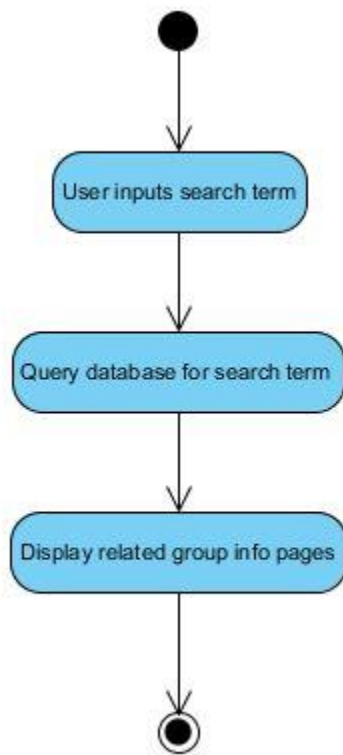 User inputs search term
Query database for search term
Display related group info pages